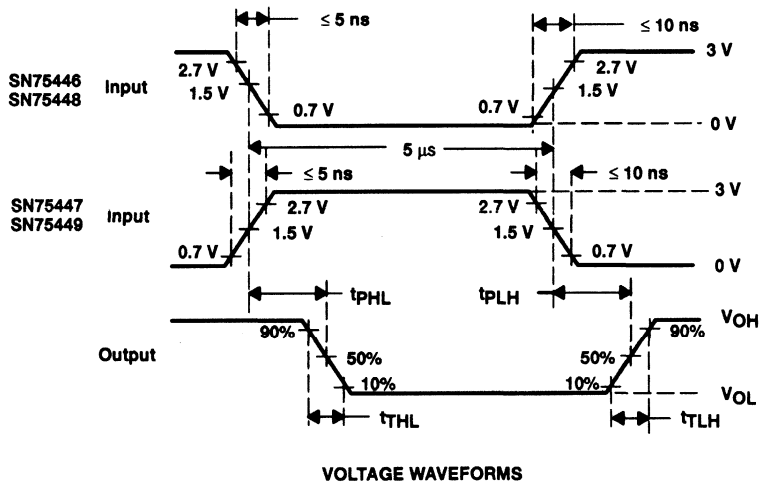 ≤ 5 ns ≤ 10 ns
3 V
2.7 V 2.7 V
SN75446
SN75448
Input
1.5 V 1.5 V
0.7 V 0.7 V
0 V
5 μs
≤ 5 ns ≤ 10 ns
3 V
SN75447
SN75449
Input
2.7 V 2.7 V
1.5 V 1.5 V
0.7 V 0.7 V
0 V
tPHL tPLH
VOH
90% 90%
Output
50% 50%
10% 10%
VOL
tTHL tTLH
VOLTAGE WAVEFORMS